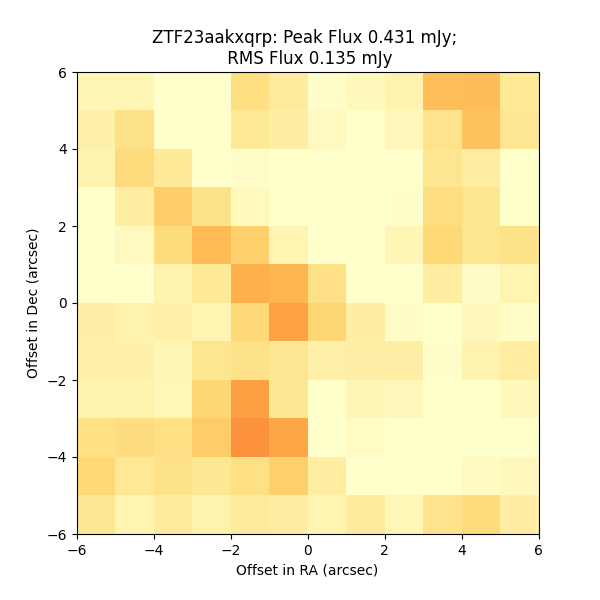 ZTF23aakxqrp: Peak Flux 0.431 mJy;
RMS Flux 0.135 mJy
6
4
2
0
−2
−4
−6
Offset in Dec (arcsec)
−6 −4 −2 0 2 4 6
Offset in RA (arcsec)